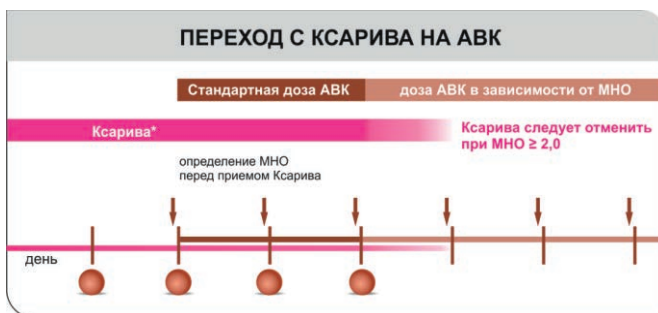 ПЕРЕХОД С КСАРИВА НА АВК
Стандартная доза АВК
доза АВК в зависимости от МНО
Ксарива*
Ксарива следует отменить
при МНО ≥ 2,0
определение МНО
перед приемом Ксарива
день